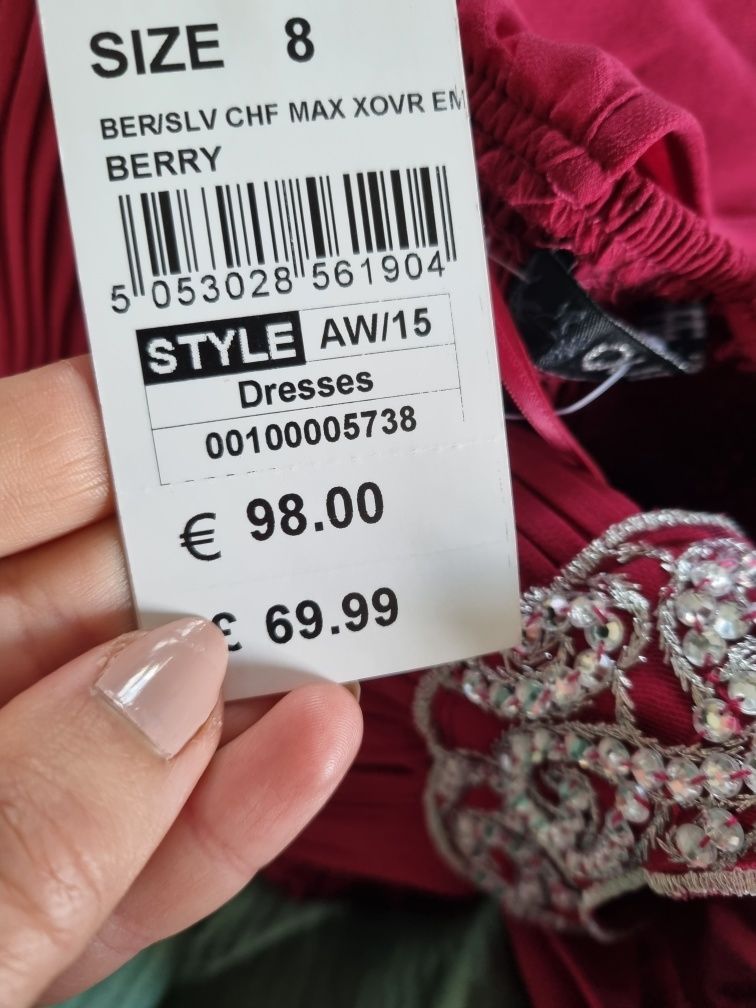 SIZE 8
BER/SLV CHF MAX XOVR EM
BERRY
5 053028 561904
STYLE AW/15
Dresses
00100005738
€ 98.00
€ 69.99